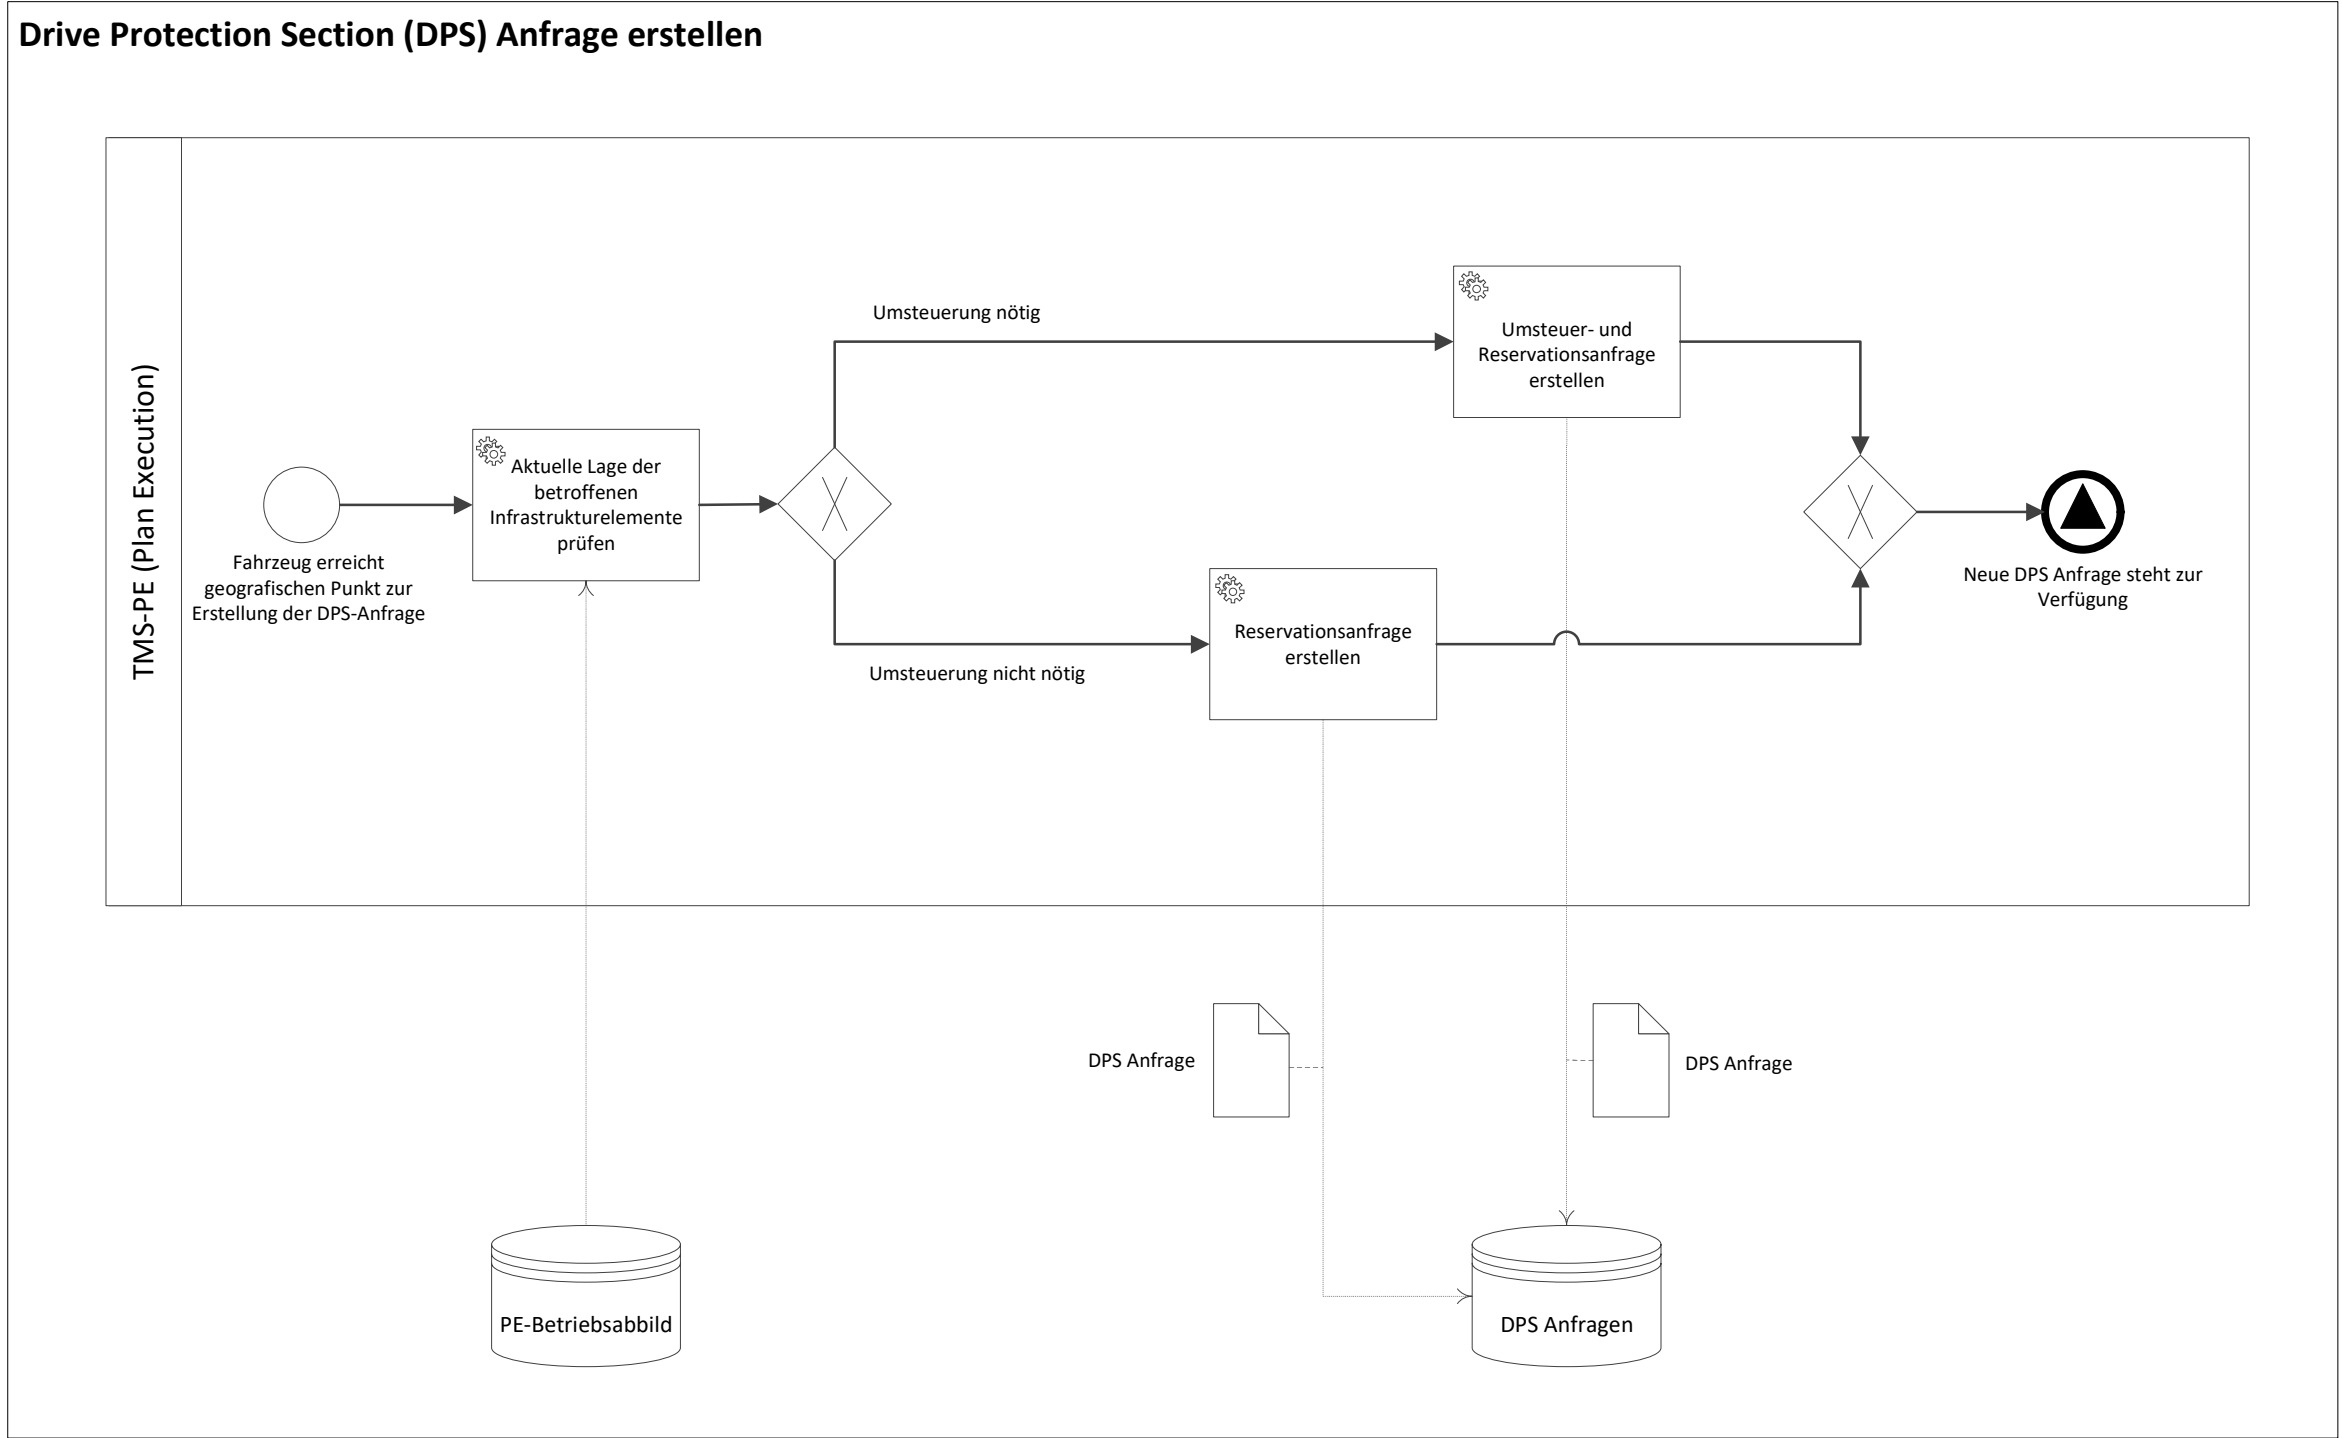 Drive Protection Section (DPS) Anfrage erstellen
TMS-PE (Plan Execution)
Fahrzeug erreicht
geografischen Punkt zur
Erstellung der DPS-Anfrage
Aktuelle Lage der
betroffenen
Infrastrukturelemente
prüfen
Umsteuerung nötig
Umsteuerung nicht nötig
Umsteuer- und
Reservationsanfrage
erstellen
Reservationsanfrage
erstellen
Neue DPS Anfrage steht zur
Verfügung
DPS Anfrage
DPS Anfrage
PE-Betriebsabbild
DPS Anfragen